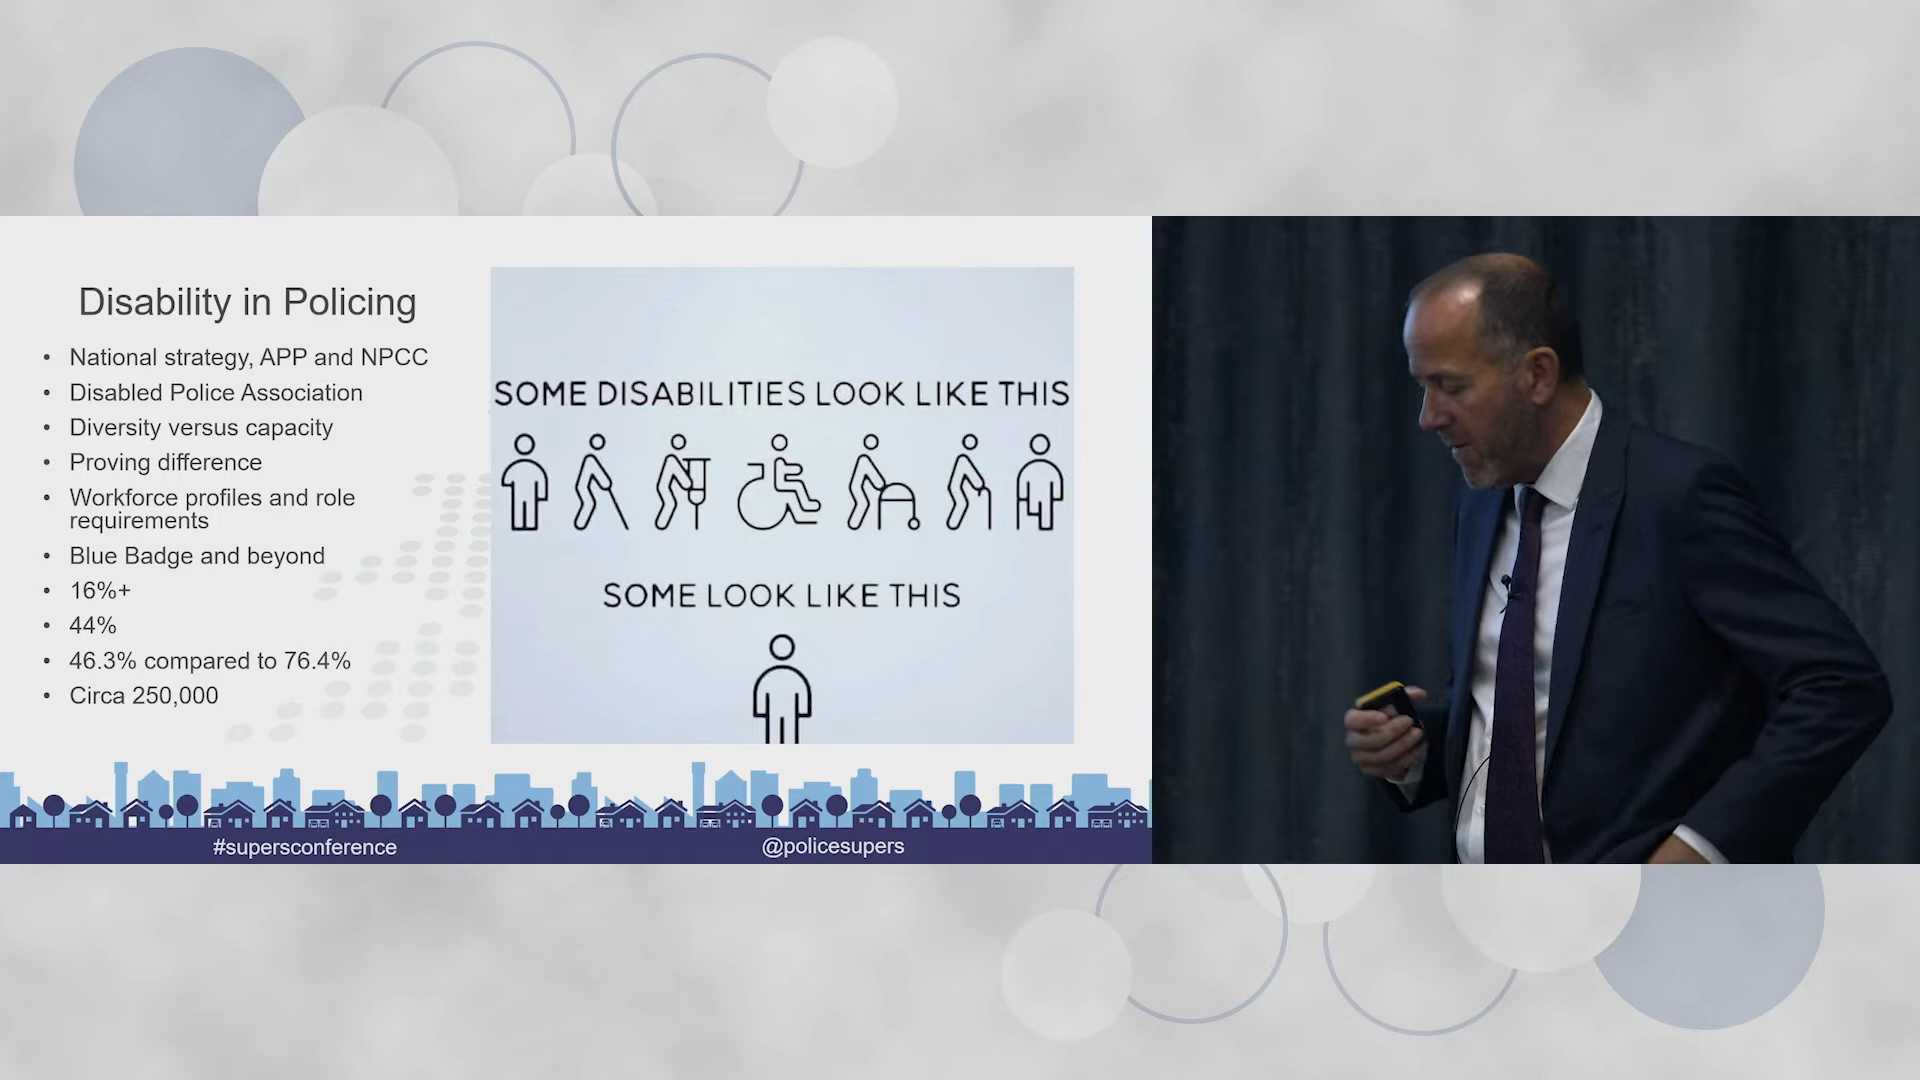 Disability in Policing
• National strategy, APP and NPCC
• Disabled Police Association
• Diversity versus capacity
• Proving difference
• Workforce profiles and role
requirements
• Blue Badge and beyond
• 16%+
• 44%
• 46.3% compared to 76.4%
• Circa 250,000
SOME DISABILITIES LOOK LIKE THIS
SOME LOOK LIKE THIS
#supersconference
@policesupers